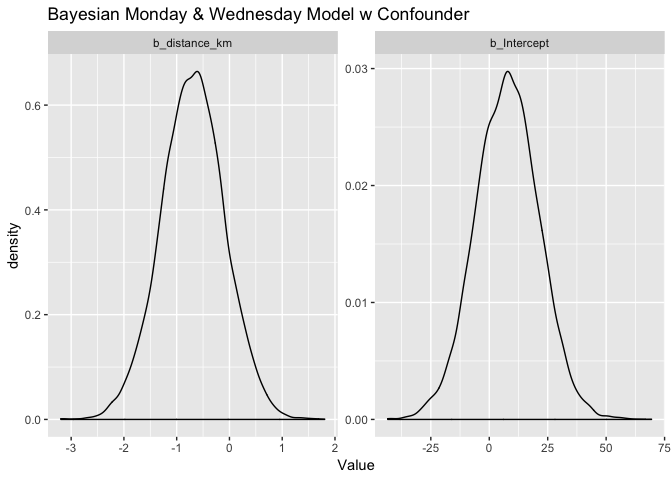 Bayesian Monday & Wednesday Model w Confounder
b_distance_km
b_Intercept
density
0.6
0.4
0.2
0.0
0.03
0.02
0.01
0.00
-3 -2 -1 0 1 2
-25 0 25 50 75
Value